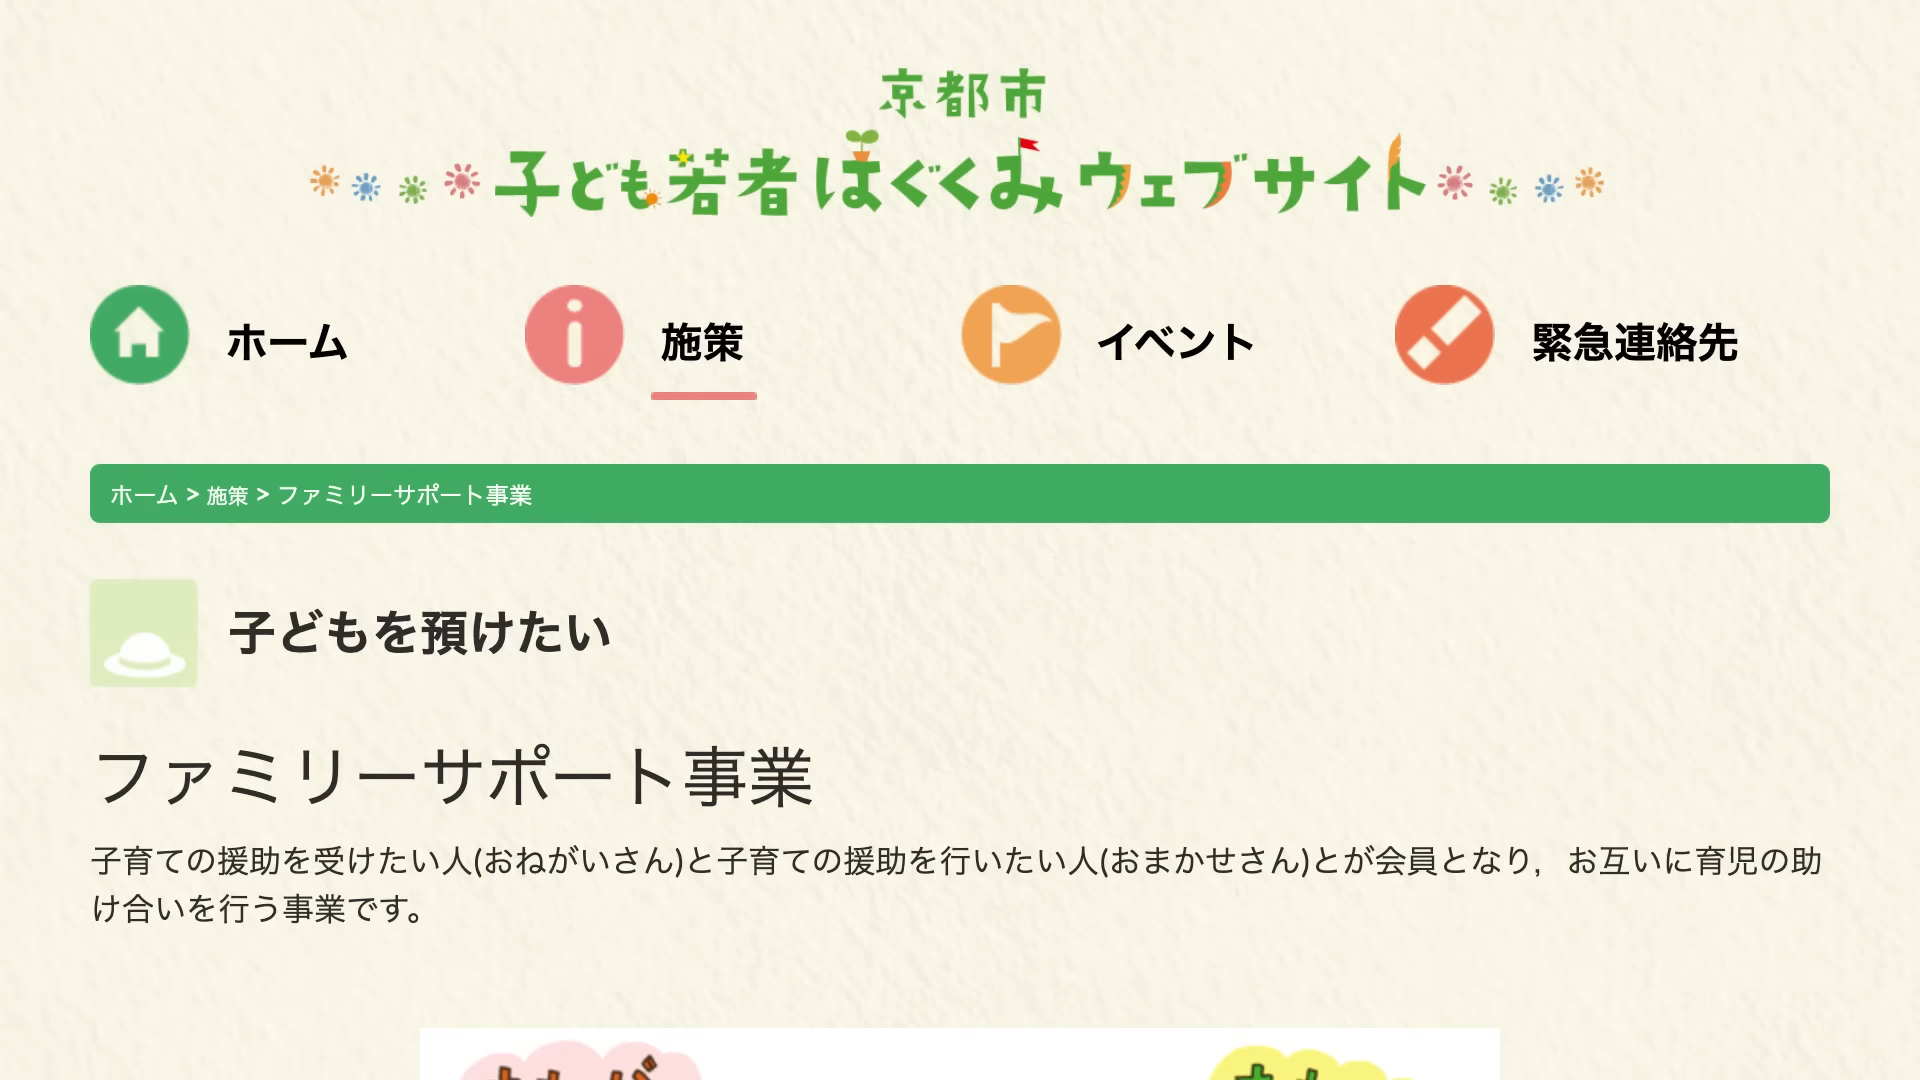 京都市
子ども若者はぐくみウェブサイト
ホーム
施策
イベント
緊急連絡先
ホーム > 施策 > ファミリーサポート事業
子どもを預けたい
ファミリーサポート事業
子育ての援助を受けたい人(おねがいさん)と子育ての援助を行いたい人(おまかせさん)とが会員となり，お互いに育児の助
け合いを行う事業です。